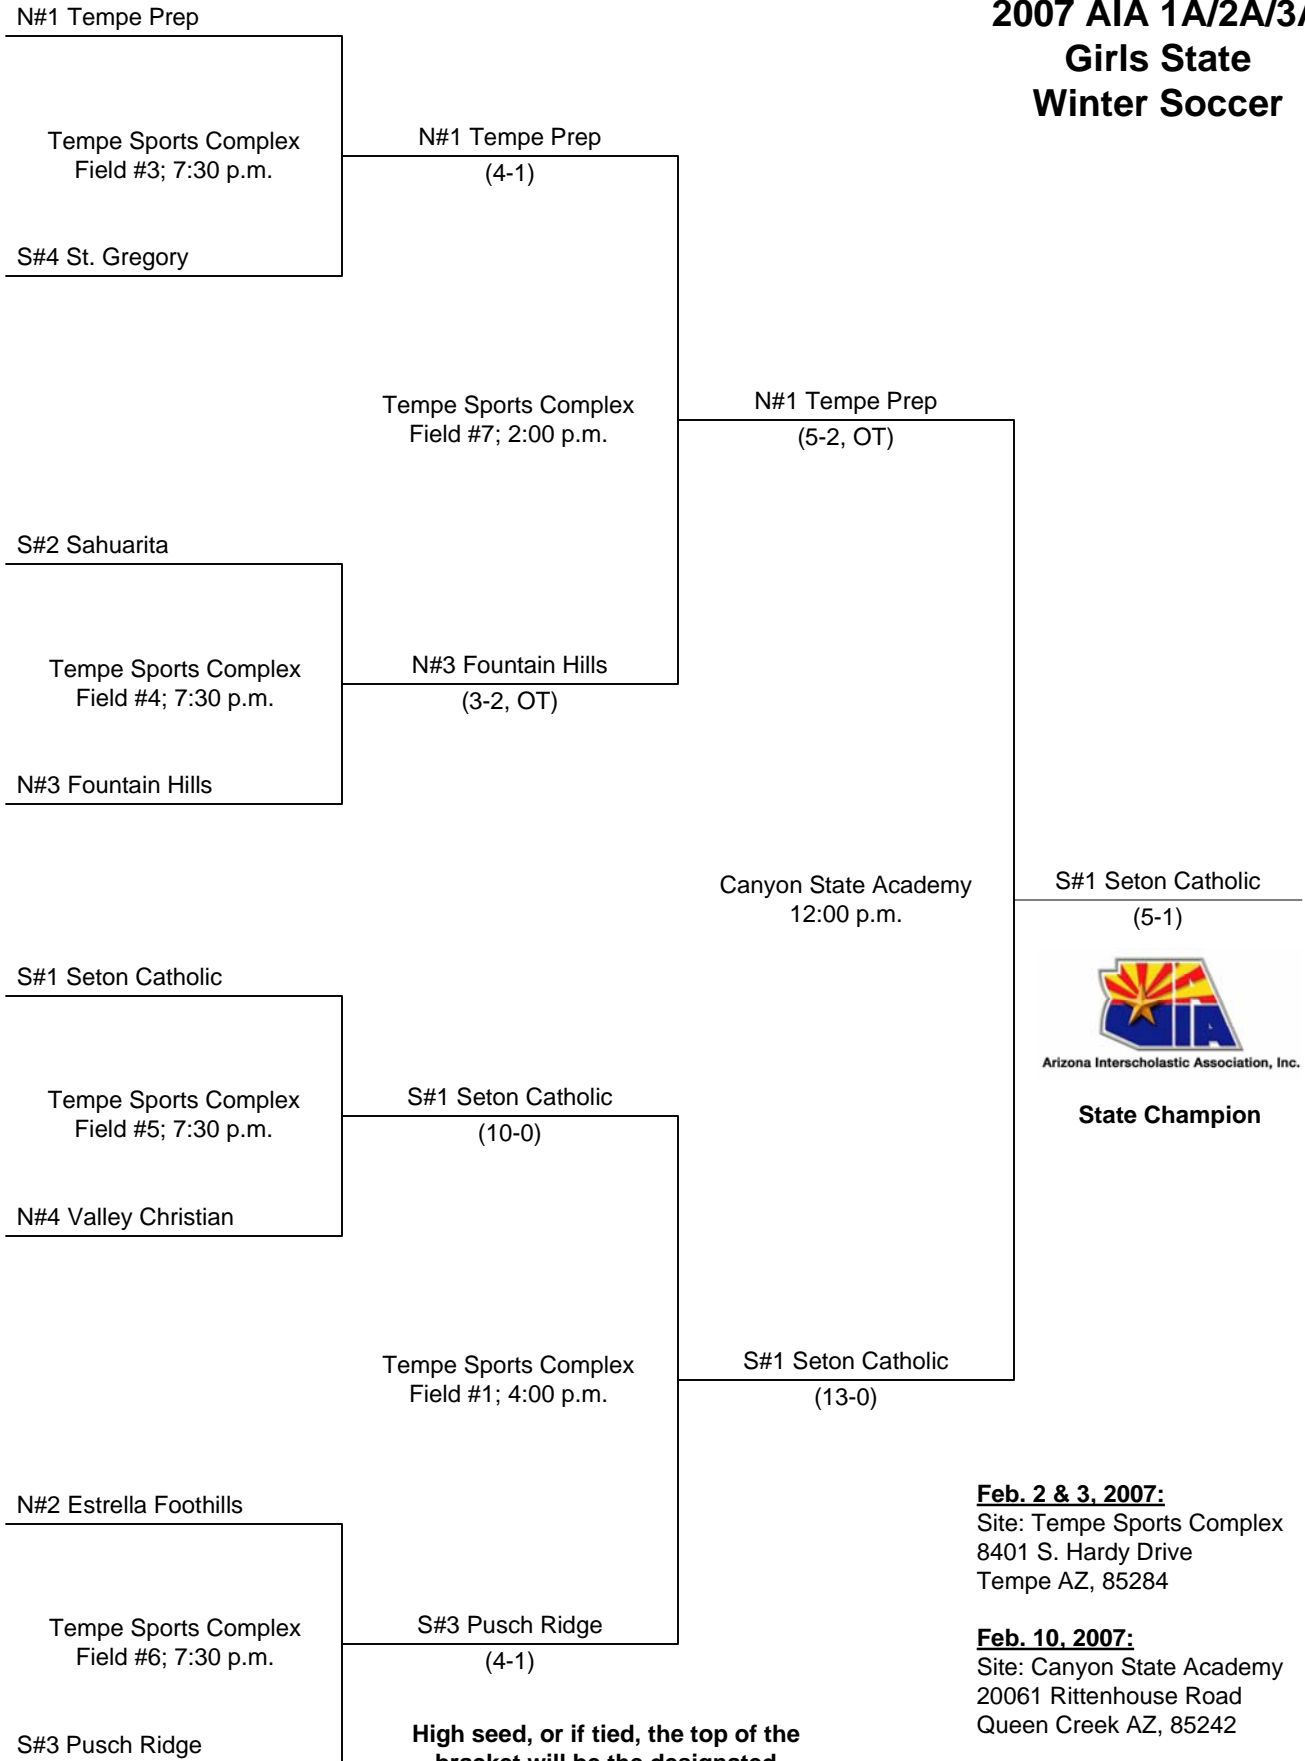 2007 AIA 1A/2A/3A
Girls State
Winter Soccer
N#1 Tempe Prep
Tempe Sports Complex
Field #3; 7:30 p.m.
N#1 Tempe Prep
(4-1)
S#4 St. Gregory
Tempe Sports Complex
Field #7; 2:00 p.m.
N#1 Tempe Prep
(5-2, OT)
S#2 Sahuarita
Tempe Sports Complex
Field #4; 7:30 p.m.
N#3 Fountain Hills
(3-2, OT)
N#3 Fountain Hills
Canyon State Academy
12:00 p.m.
S#1 Seton Catholic
(5-1)
Arizona Interscholastic Association, Inc.
State Champion
S#1 Seton Catholic
Tempe Sports Complex
Field #5; 7:30 p.m.
S#1 Seton Catholic
(10-0)
N#4 Valley Christian
Tempe Sports Complex
Field #1; 4:00 p.m.
S#1 Seton Catholic
(13-0)
N#2 Estrella Foothills
Tempe Sports Complex
Field #6; 7:30 p.m.
S#3 Pusch Ridge
(4-1)
S#3 Pusch Ridge
Feb. 2 & 3, 2007:
Site: Tempe Sports Complex
8401 S. Hardy Drive
Tempe AZ, 85284
Feb. 10, 2007:
Site: Canyon State Academy
20061 Rittenhouse Road
Queen Creek AZ, 85242
High seed, or if tied, the top of the
bracket will be the designated